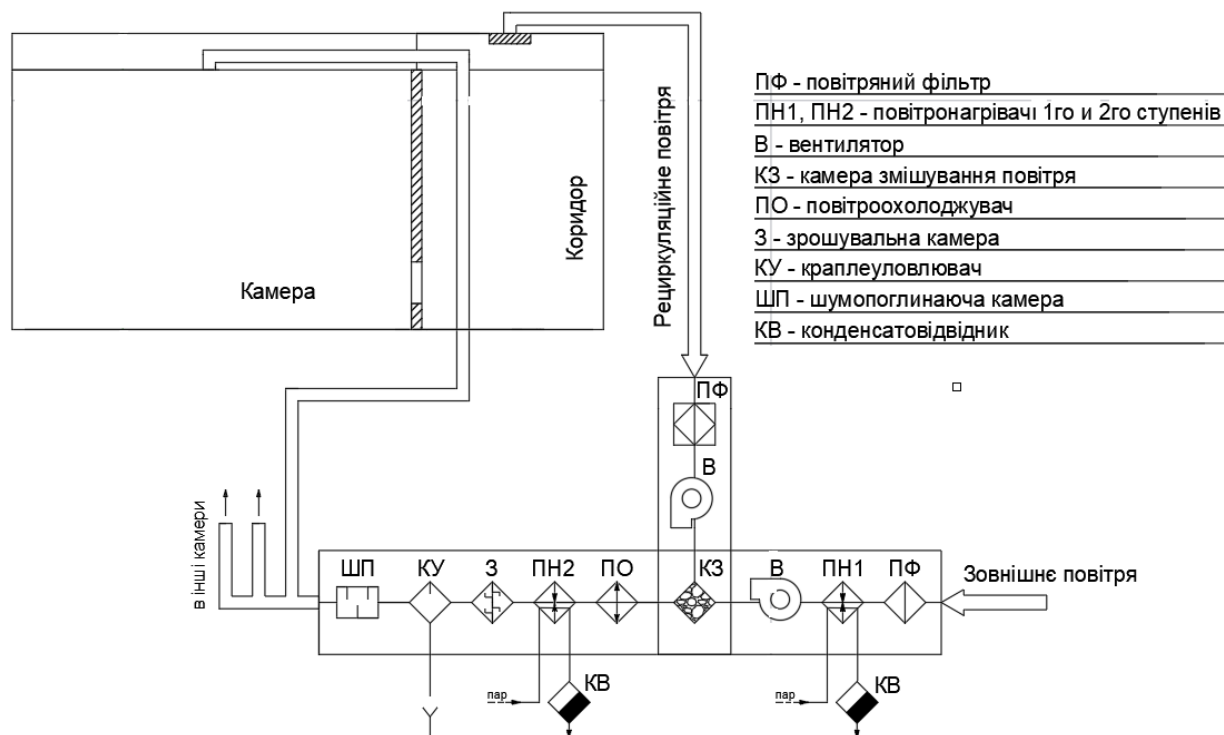 ПФ - повітряний фільтр
ПН1, ПН2 - повітронагрівачі 1го и 2го ступенів
В - вентилятор
КЗ - камера змішування повітря
ПО - повітроохолоджувач
З - зрошувальна камера
КУ - краплеуловлювач
ШП - шумопоглинаюча камера
КВ - конденсатовідвідник
Камера
Коридор
Рециркуляційне повітря
ПФ
В
в інші камери
ШП
КУ
З
ПН2
ПО
КЗ
В
ПН1
ПФ
Зовнішнє повітря
пар
КВ
пар
КВ